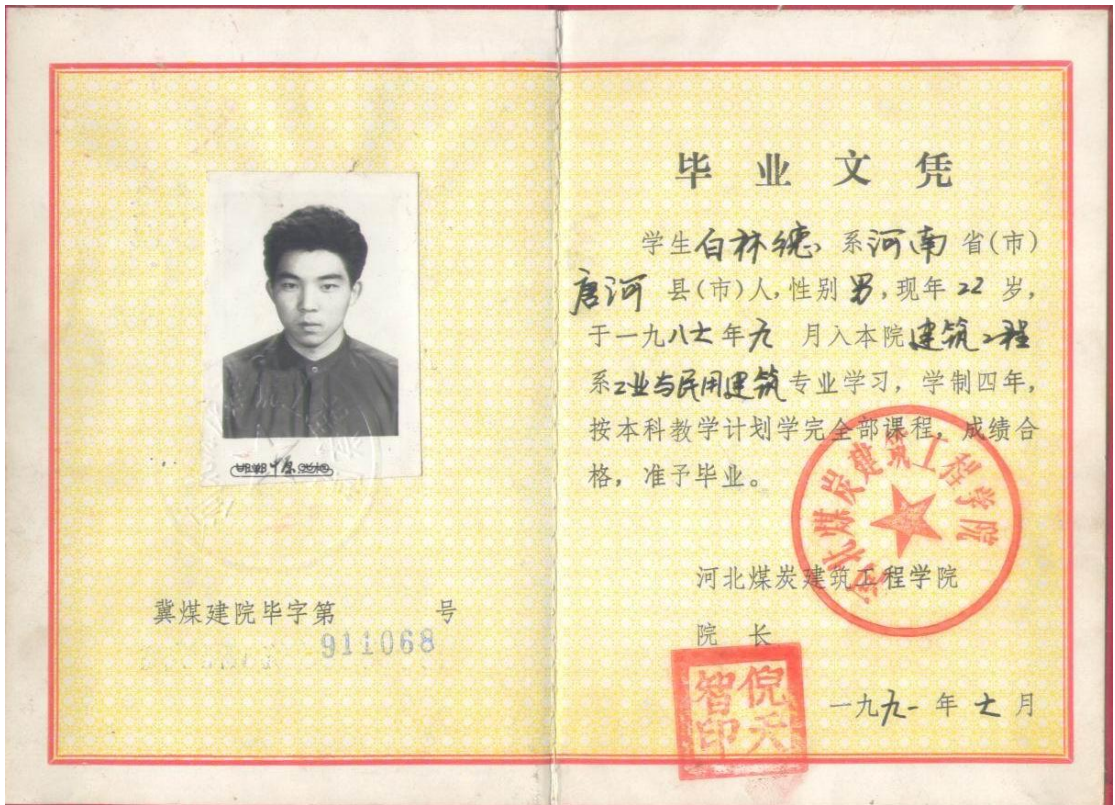 冀煤建院毕字第 号
911068
毕业文凭
学生白林德 系河南省(市)
唐河 县(市)人,性别男,现年22岁,
于一九八七年九 月入本院建筑工程
系工业与民用建筑专业学习,学制四年,
按本科教学计划学完全部课程,成绩合
格,准予毕业。
河北煤炭建筑工程学院
河北煤炭建筑工程学院
院 长
倪天
智印
一九九一年七月